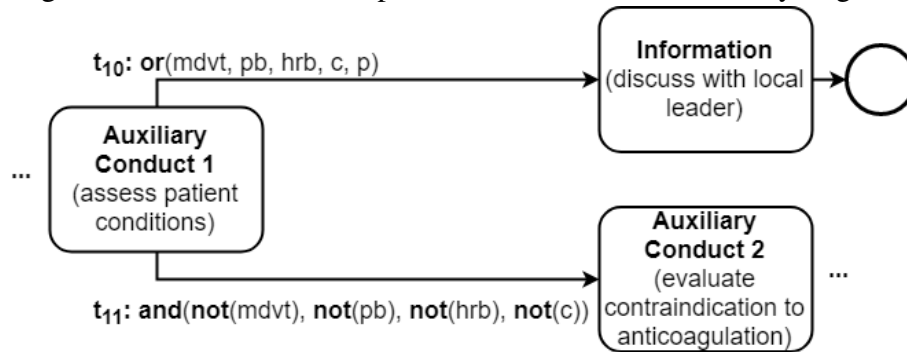 t10: or(mdvt, pb, hrb, c, p)
Information
(discuss with local
leader)
...
Auxiliary
Conduct 1
(assess patient
conditions)
t11: and(not(mdvt), not(pb), not(hrb), not(c))
Auxiliary
Conduct 2
(evaluate
contraindication to
anticoagulation)
...